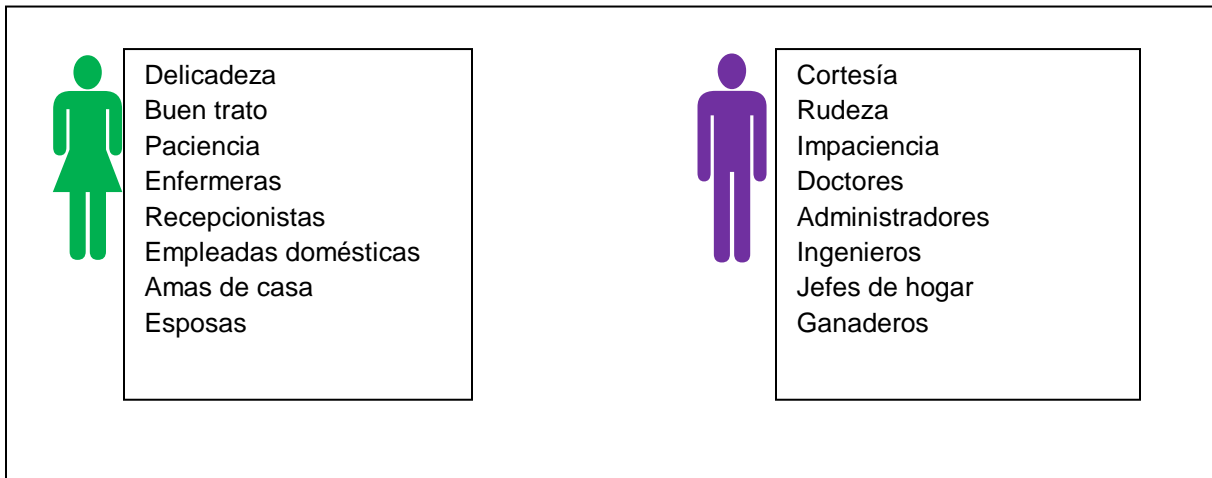 Delicadeza
Buen trato
Paciencia
Enfermeras
Recepcionistas
Empleadas domésticas
Amas de casa
Esposas
Cortesía
Rudeza
Impaciencia
Doctores
Administradores
Ingenieros
Jefes de hogar
Ganaderos